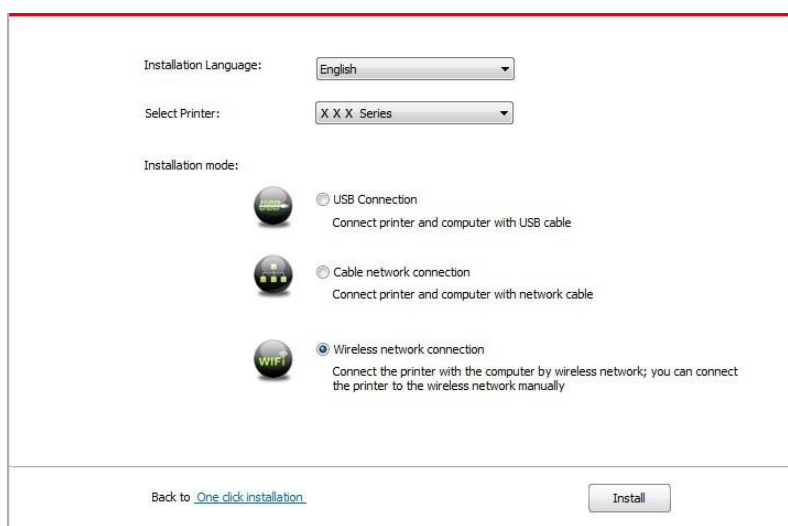 Installation Language:
English
Select Printer:
X X X Series
Installation mode:
USB
USB Connection
Connect printer and computer with USB cable
Cable network connection
Connect printer and computer with network cable
WiFi
Wireless network connection
Connect the printer with the computer by wireless network; you can connect
the printer to the wireless network manually
Back to One click installation
Install